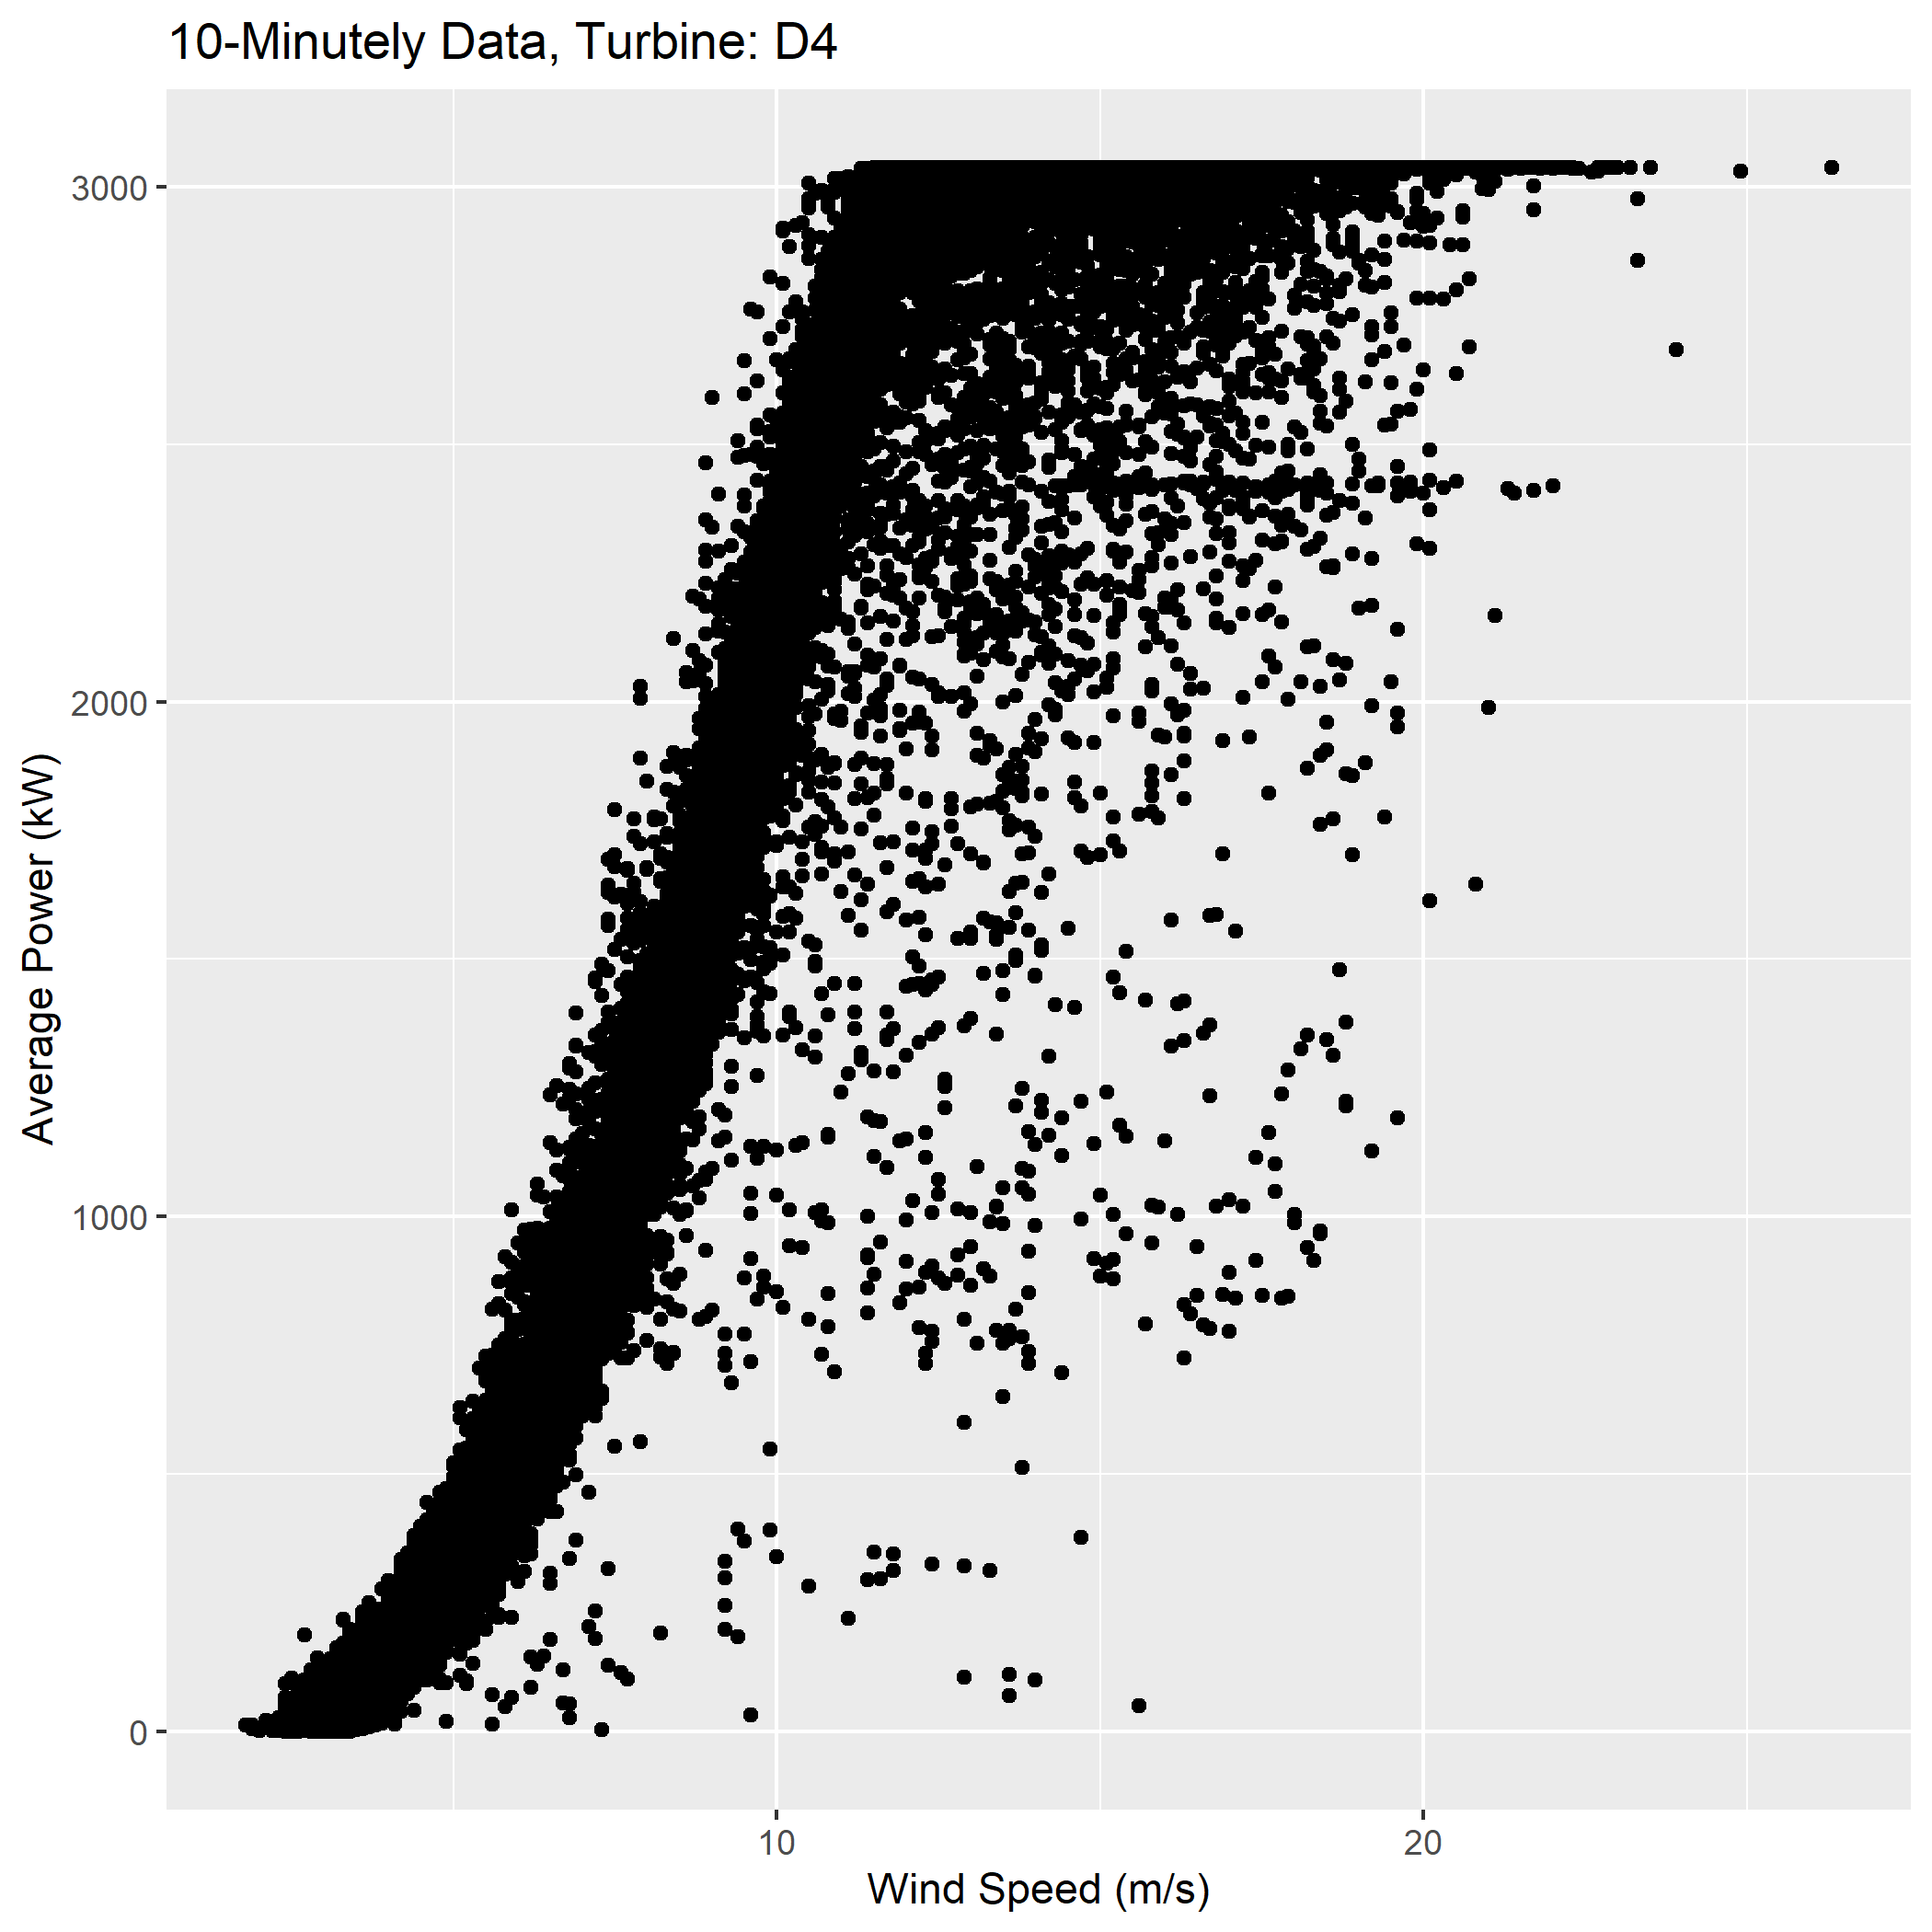 10-Minutely Data, Turbine: D4
3000
2000
1000
0
Average Power (kW)
10
20
Wind Speed (m/s)